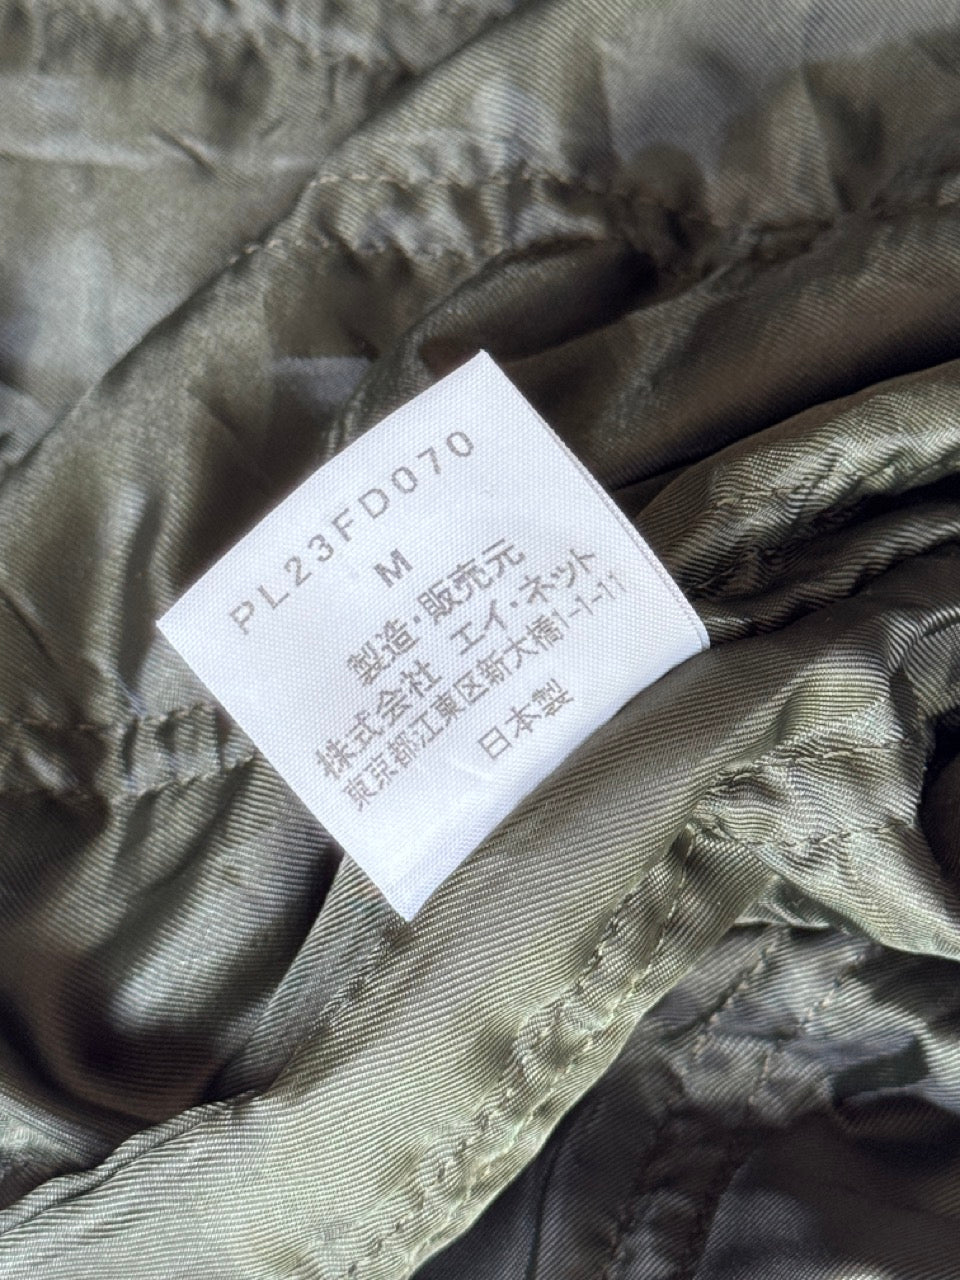 PL23FD070
M
製造・販売元
株式会社 エイ・ネット
東京都江東区新大橋1-1-11
日本製